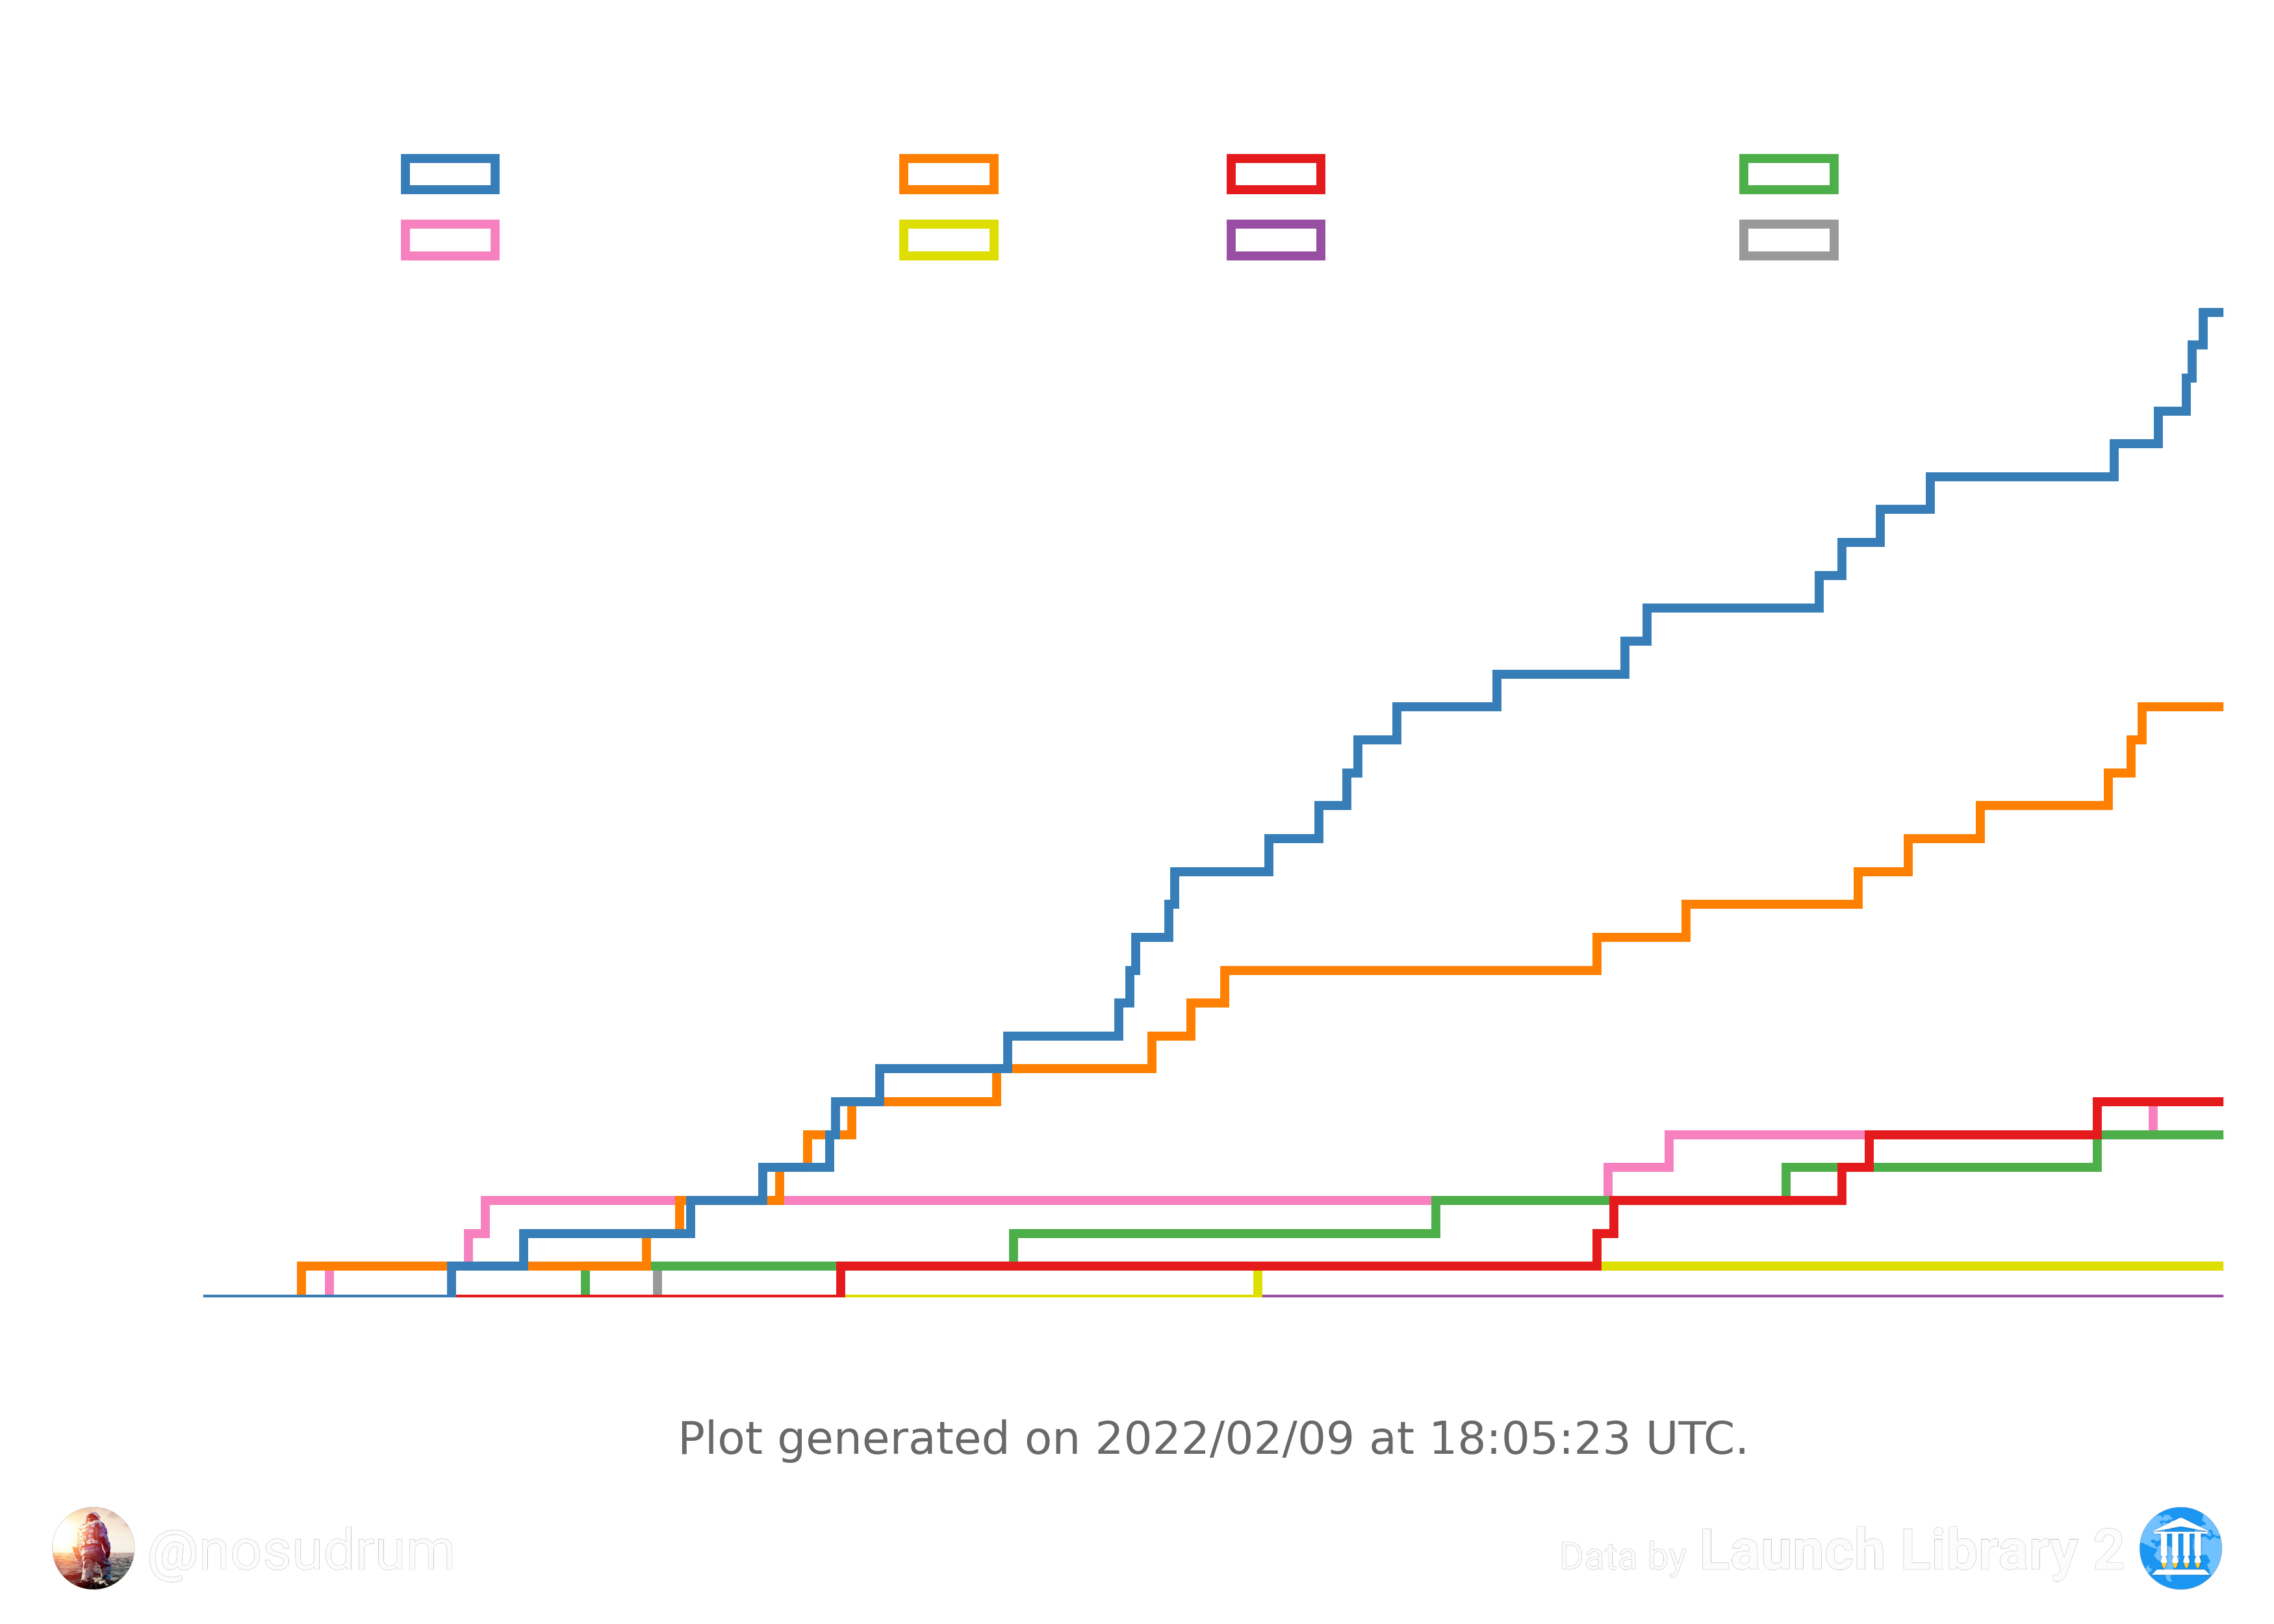 Plot generated on 2022/02/09 at 18:05:23 UTC.
@nosudrum
Data by Launch Library 2